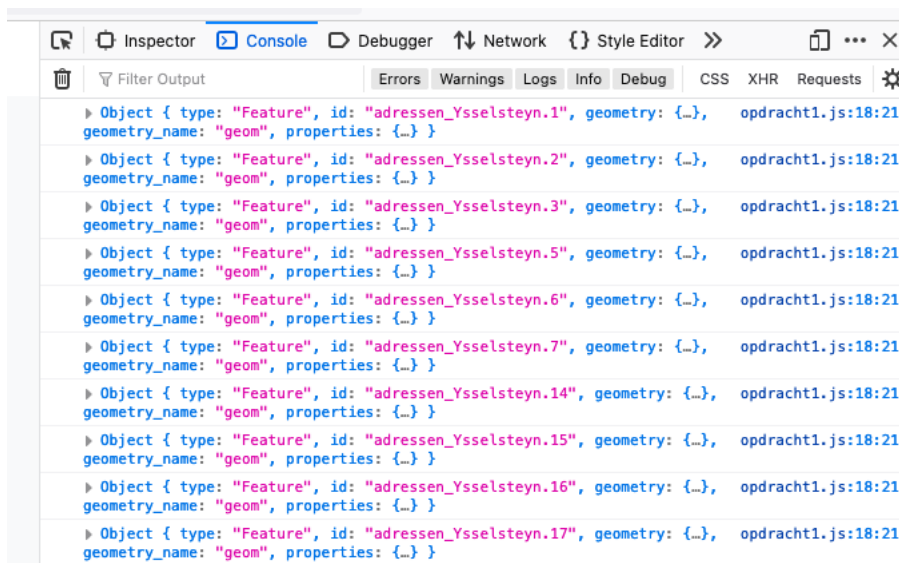 Inspector Console Debugger Network {} Style Editor
Filter Output Errors Warnings Logs Info Debug CSS XHR Requests
Object { type: "Feature", id: "adressen_Ysselsteyn.1", geometry: {…}, opdracht1.js:18:21
geometry_name: "geom", properties: {…} }
Object { type: "Feature", id: "adressen_Ysselsteyn.2", geometry: {…}, opdracht1.js:18:21
geometry_name: "geom", properties: {…} }
Object { type: "Feature", id: "adressen_Ysselsteyn.3", geometry: {…}, opdracht1.js:18:21
geometry_name: "geom", properties: {…} }
Object { type: "Feature", id: "adressen_Ysselsteyn.5", geometry: {…}, opdracht1.js:18:21
geometry_name: "geom", properties: {…} }
Object { type: "Feature", id: "adressen_Ysselsteyn.6", geometry: {…}, opdracht1.js:18:21
geometry_name: "geom", properties: {…} }
Object { type: "Feature", id: "adressen_Ysselsteyn.7", geometry: {…}, opdracht1.js:18:21
geometry_name: "geom", properties: {…} }
Object { type: "Feature", id: "adressen_Ysselsteyn.14", geometry: {…}, opdracht1.js:18:21
geometry_name: "geom", properties: {…} }
Object { type: "Feature", id: "adressen_Ysselsteyn.15", geometry: {…}, opdracht1.js:18:21
geometry_name: "geom", properties: {…} }
Object { type: "Feature", id: "adressen_Ysselsteyn.16", geometry: {…}, opdracht1.js:18:21
geometry_name: "geom", properties: {…} }
Object { type: "Feature", id: "adressen_Ysselsteyn.17", geometry: {…}, opdracht1.js:18:21
geometry_name: "geom", properties: {…} }